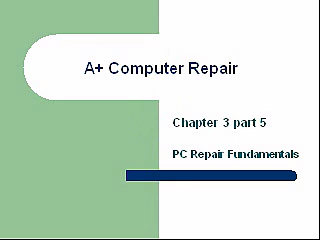 A+ Computer Repair
Chapter 3 part 5
PC Repair Fundamentals